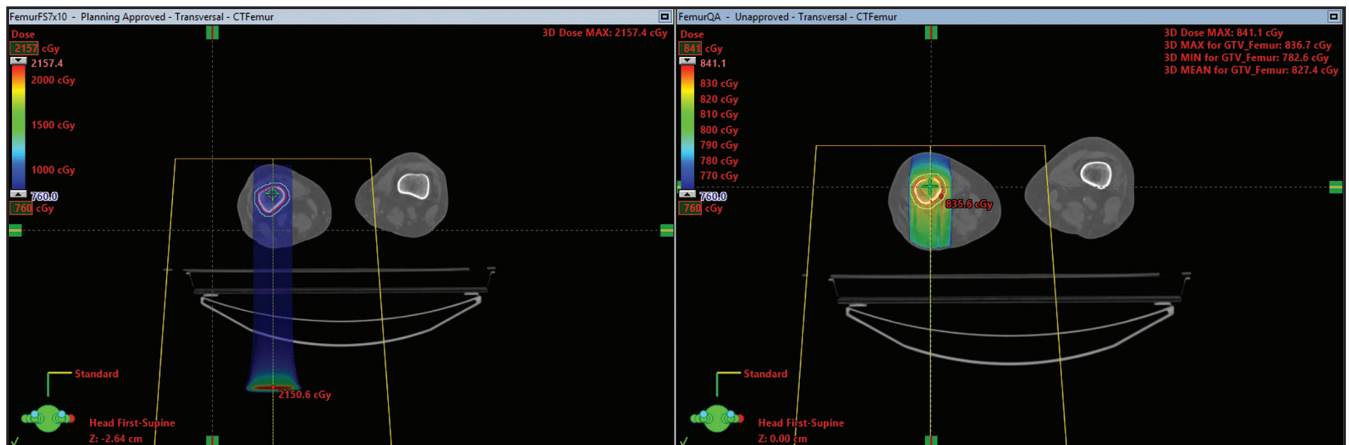 FemurFS7x10 - Planning Approved - Transversal - CTFemur
Dose
2157 cGy
2157.4
2000 cGy
1500 cGy
1000 cGy
760.0
760 cGy
3D Dose MAX: 2157.4 cGy
2150.6 cGy
Standard
Head First-Supine
Z: -2.64 cm
FemurQA - Unapproved - Transversal - CTFemur
Dose
841 cGy
841.1
830 cGy
820 cGy
810 cGy
800 cGy
790 cGy
780 cGy
770 cGy
760.0
760 cGy
3D Dose MAX: 841.1 cGy
3D MAX for GTV_Femur: 836.7 cGy
3D MIN for GTV_Femur: 782.6 cGy
3D MEAN for GTV_Femur: 827.4 cGy
835.6 cGy
Standard
Head First-Supine
Z: 0.00 cm